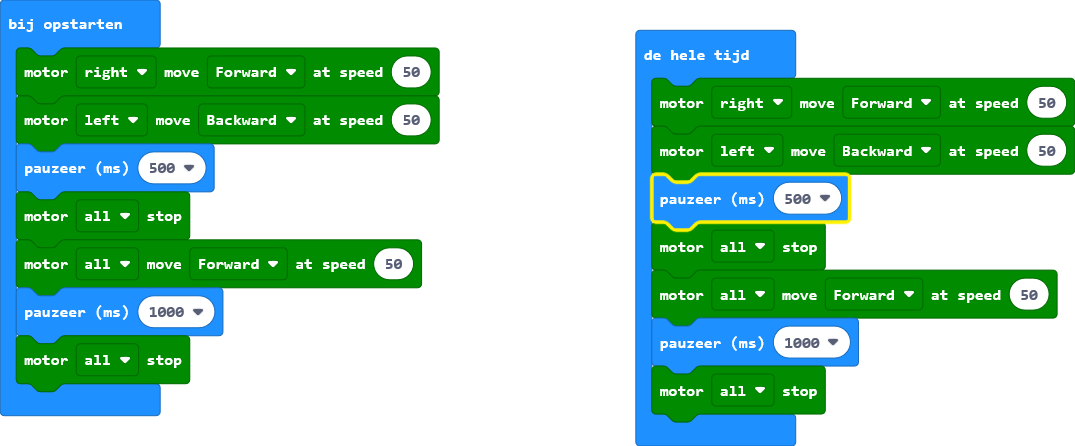 bij opstarten
motor right move Forward at speed 50
motor left move Backward at speed 50
pauzeer (ms) 500
motor all stop
motor all move Forward at speed 50
pauzeer (ms) 1000
motor all stop
de hele tijd
motor right move Forward at speed 50
motor left move Backward at speed 50
pauzeer (ms) 500
motor all stop
motor all move Forward at speed 50
pauzeer (ms) 1000
motor all stop